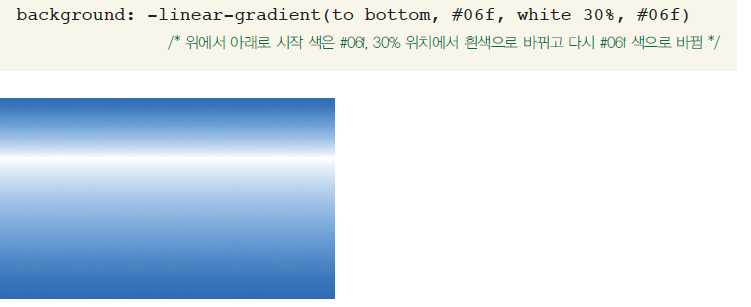 background: -linear-gradient(to bottom, #06f, white 30%, #06f)
/* 위에서 아래로 시작 색은 #06f, 30% 위치에서 흰색으로 바뀌고 다시 #06f 색으로 바뀜 */